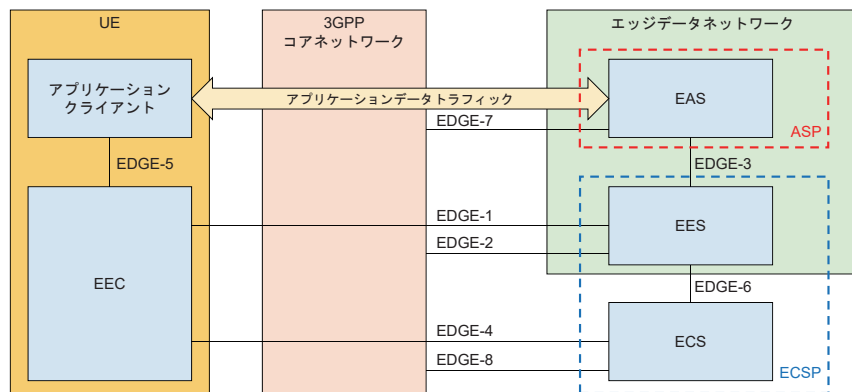 UE
3GPP
コアネットワーク
エッジデータネットワーク
アプリケーション
クライアント
アプリケーションデータトラフィック
EAS
EDGE-7
ASP
EDGE-5
EDGE-3
EDGE-1
EES
EDGE-2
EEC
EDGE-6
EDGE-4
ECS
EDGE-8
ECSP